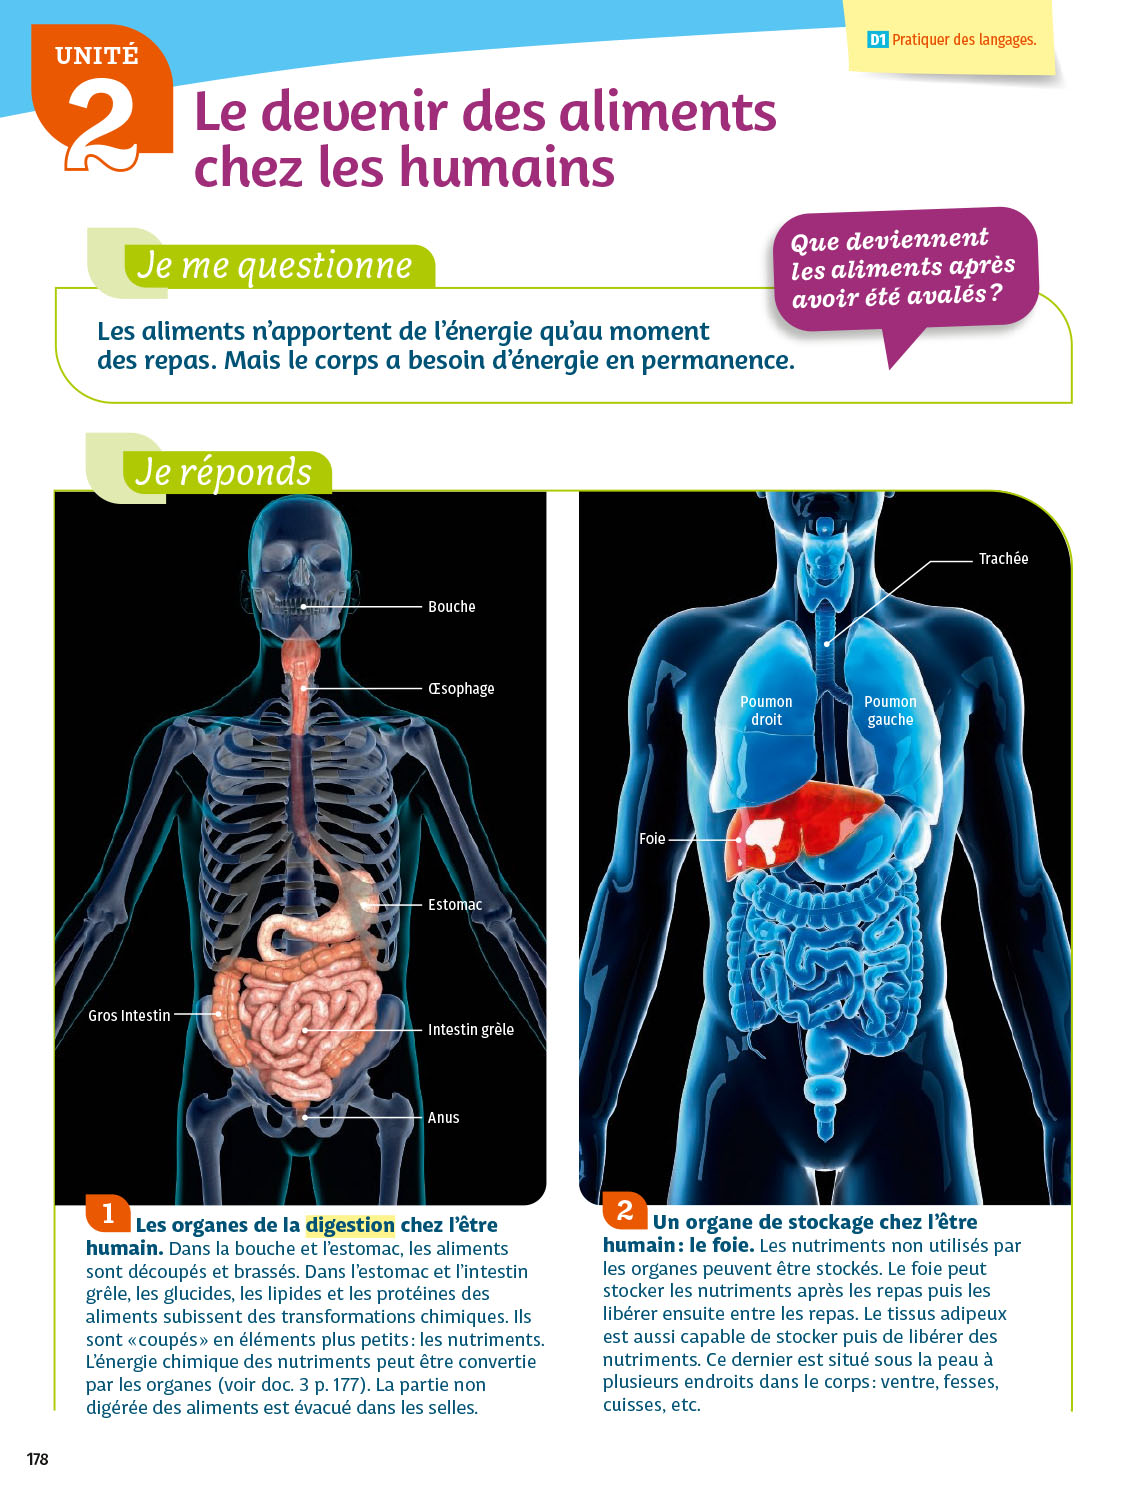 UNITÉ
2
D1 Pratiquer des langages.
Le devenir des aliments
chez les humains
Je me questionne
Que deviennent
les aliments après
avoir été avalés ?
Les aliments n’apportent de l’énergie qu’au moment
des repas. Mais le corps a besoin d’énergie en permanence.
Je réponds
Bouche
Œsophage
Estomac
Gros Intestin
Intestin grèle
Anus
Trachée
Poumon
droit
Poumon
gauche
Foie
1 Les organes de la digestion chez l’être
humain. Dans la bouche et l’estomac, les aliments
sont découpés et brassés. Dans l’estomac et l’intestin
grêle, les glucides, les lipides et les protéines des
aliments subissent des transformations chimiques. Ils
sont «coupés» en éléments plus petits : les nutriments.
L’énergie chimique des nutriments peut être convertie
par les organes (voir doc. 3 p. 177). La partie non
digérée des aliments est évacué dans les selles.
2 Un organe de stockage chez l’être
humain : le foie. Les nutriments non utilisés par
les organes peuvent être stockés. Le foie peut
stocker les nutriments après les repas puis les
libérer ensuite entre les repas. Le tissus adipeux
est aussi capable de stocker puis de libérer des
nutriments. Ce dernier est situé sous la peau à
plusieurs endroits dans le corps : ventre, fesses,
cuisses, etc.
178